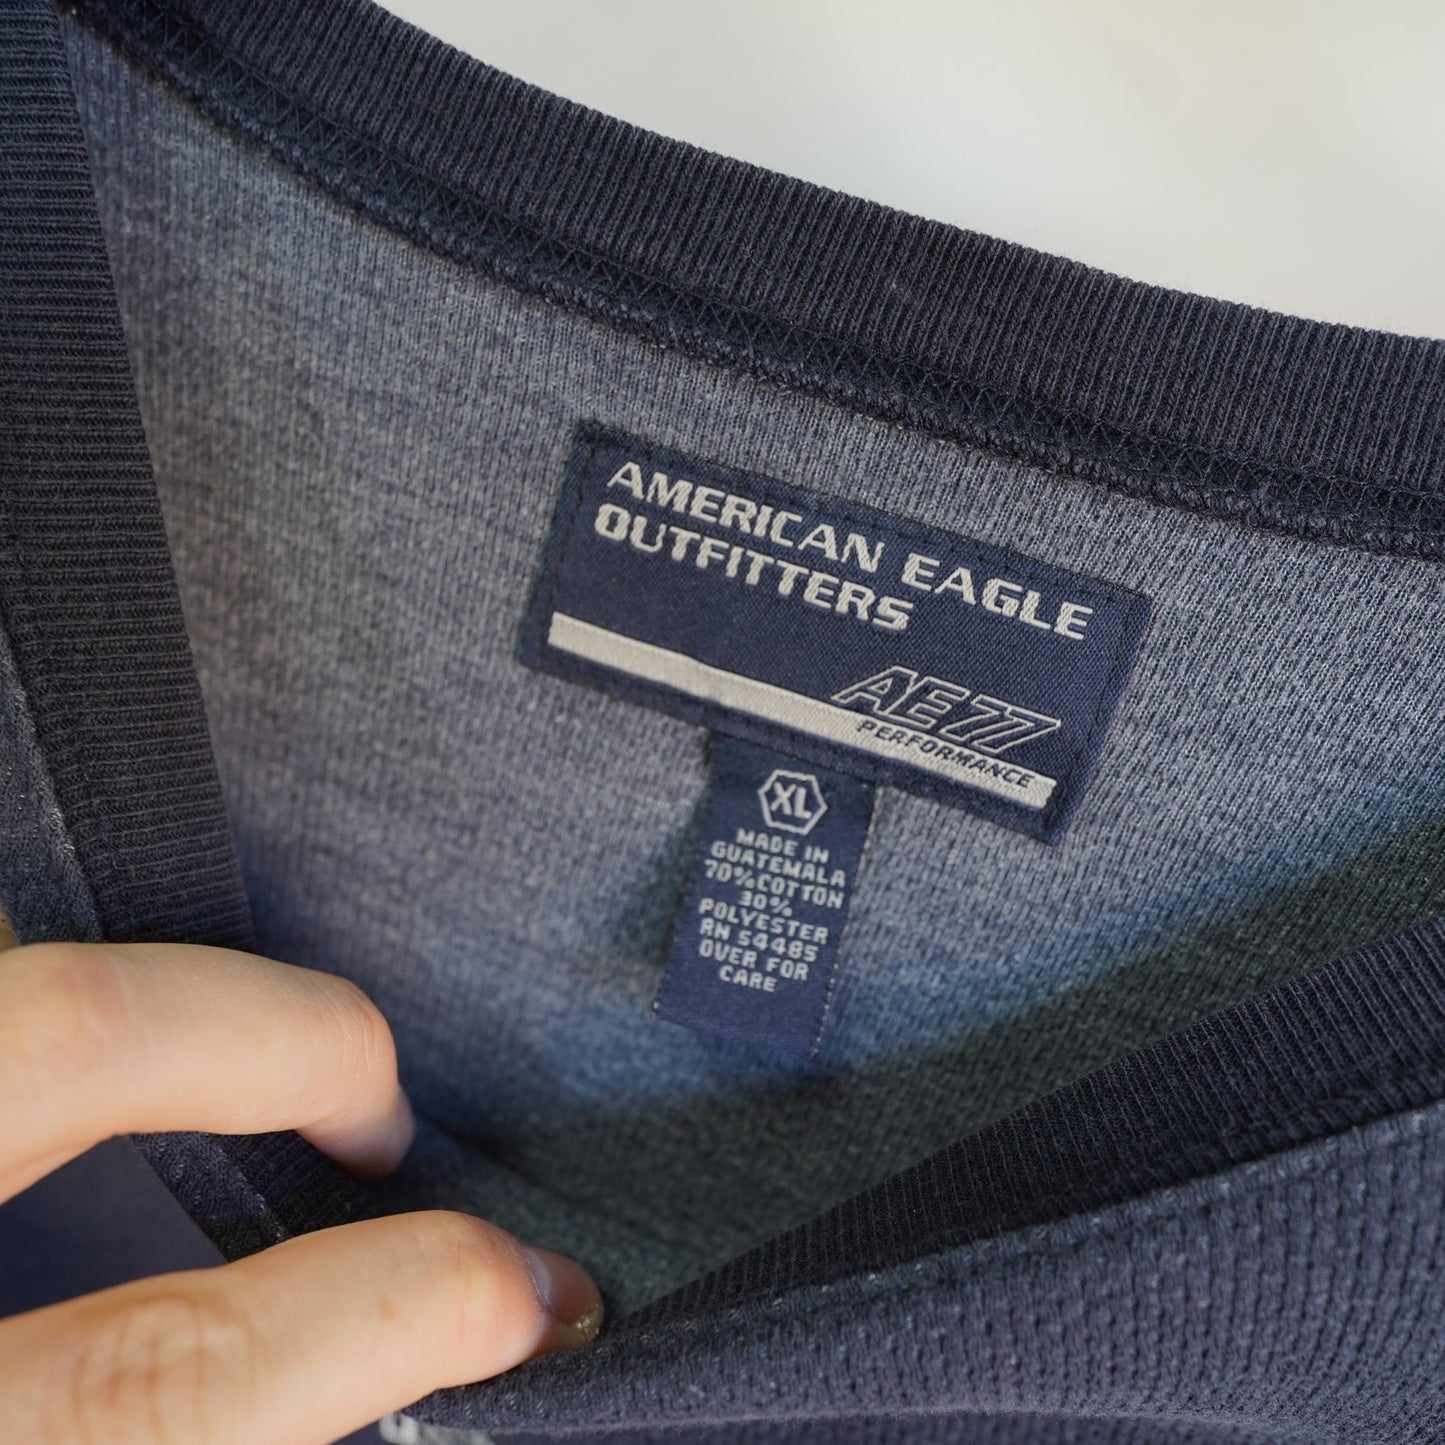 AMERICAN EAGLE
OUTFITTERS
AE77
PERFORMANCE
XL
MADE IN
GUATEMALA
70% COTTON
30%
POLYESTER
RN 54485
OVER FOR
CARE